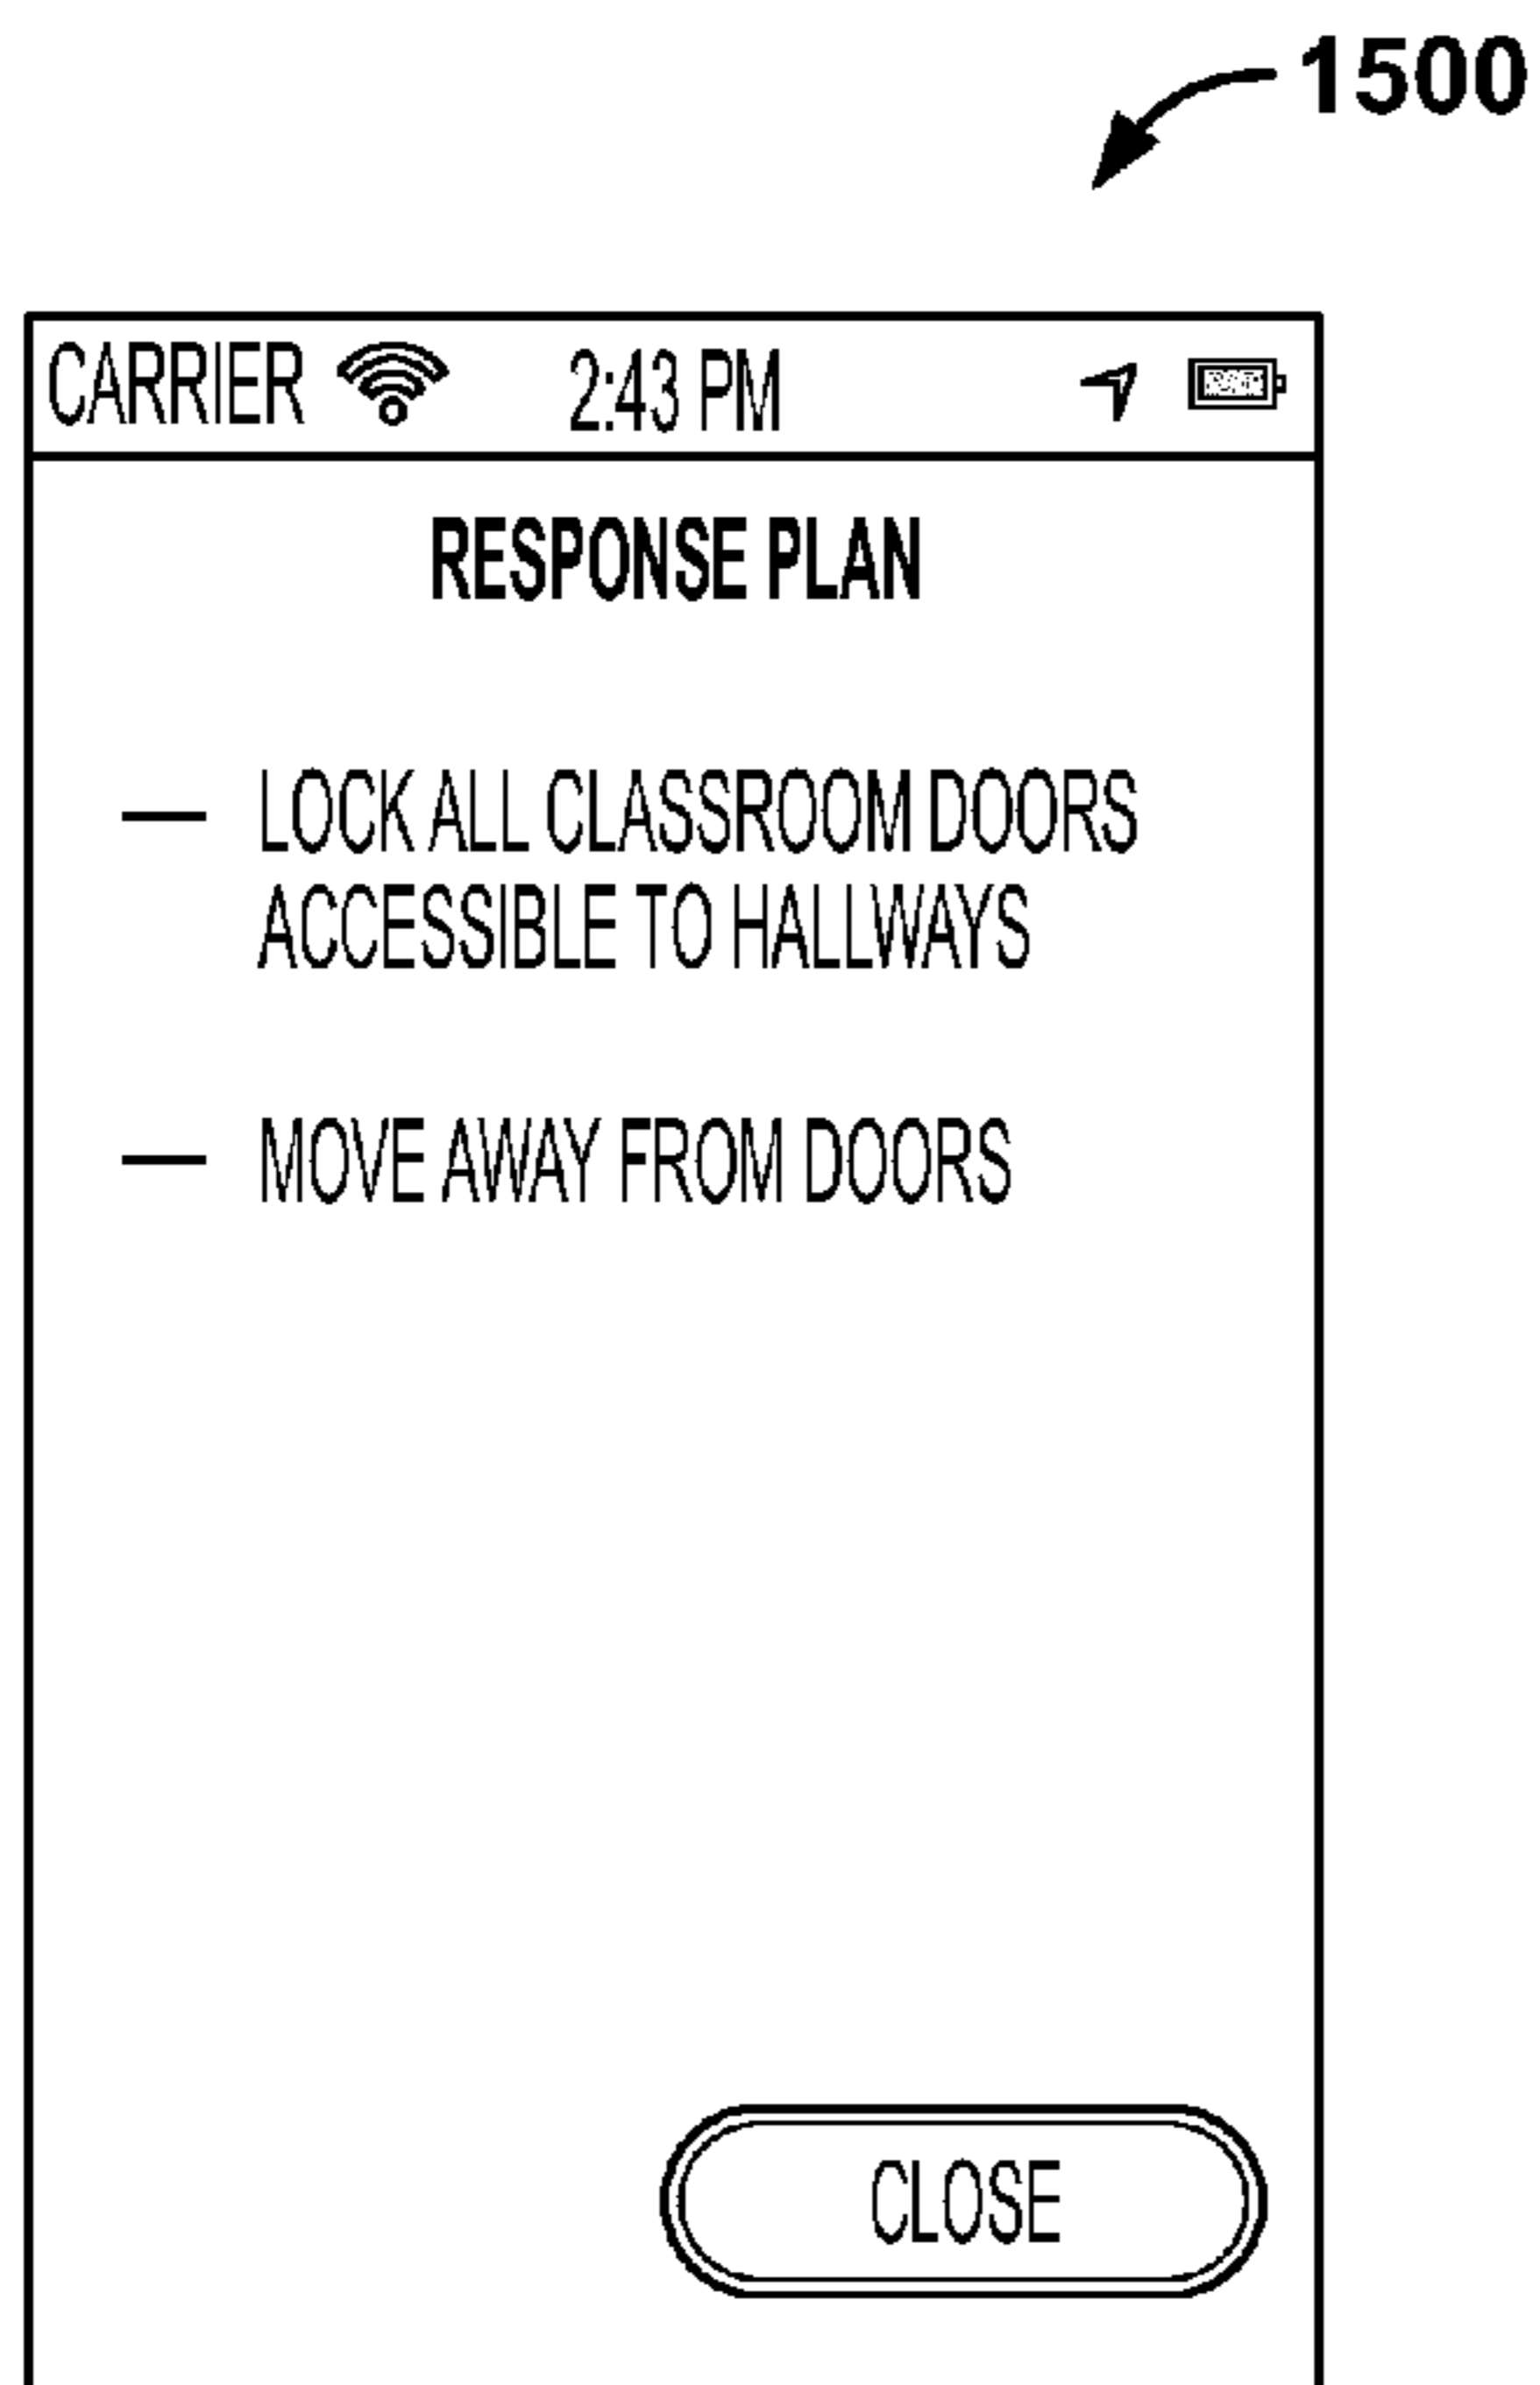 1500
CARRIER 2:43 PM
RESPONSE PLAN
— LOCK ALL CLASSROOM DOORS
ACCESSIBLE TO HALLWAYS
— MOVE AWAY FROM DOORS
CLOSE